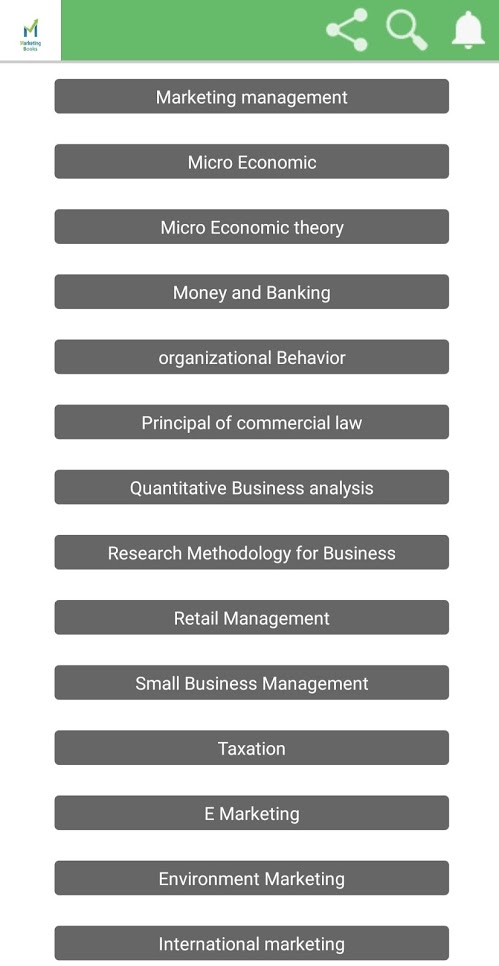 Marketing
Books
Marketing management
Micro Economic
Micro Economic theory
Money and Banking
organizational Behavior
Principal of commercial law
Quantitative Business analysis
Research Methodology for Business
Retail Management
Small Business Management
Taxation
E Marketing
Environment Marketing
International marketing